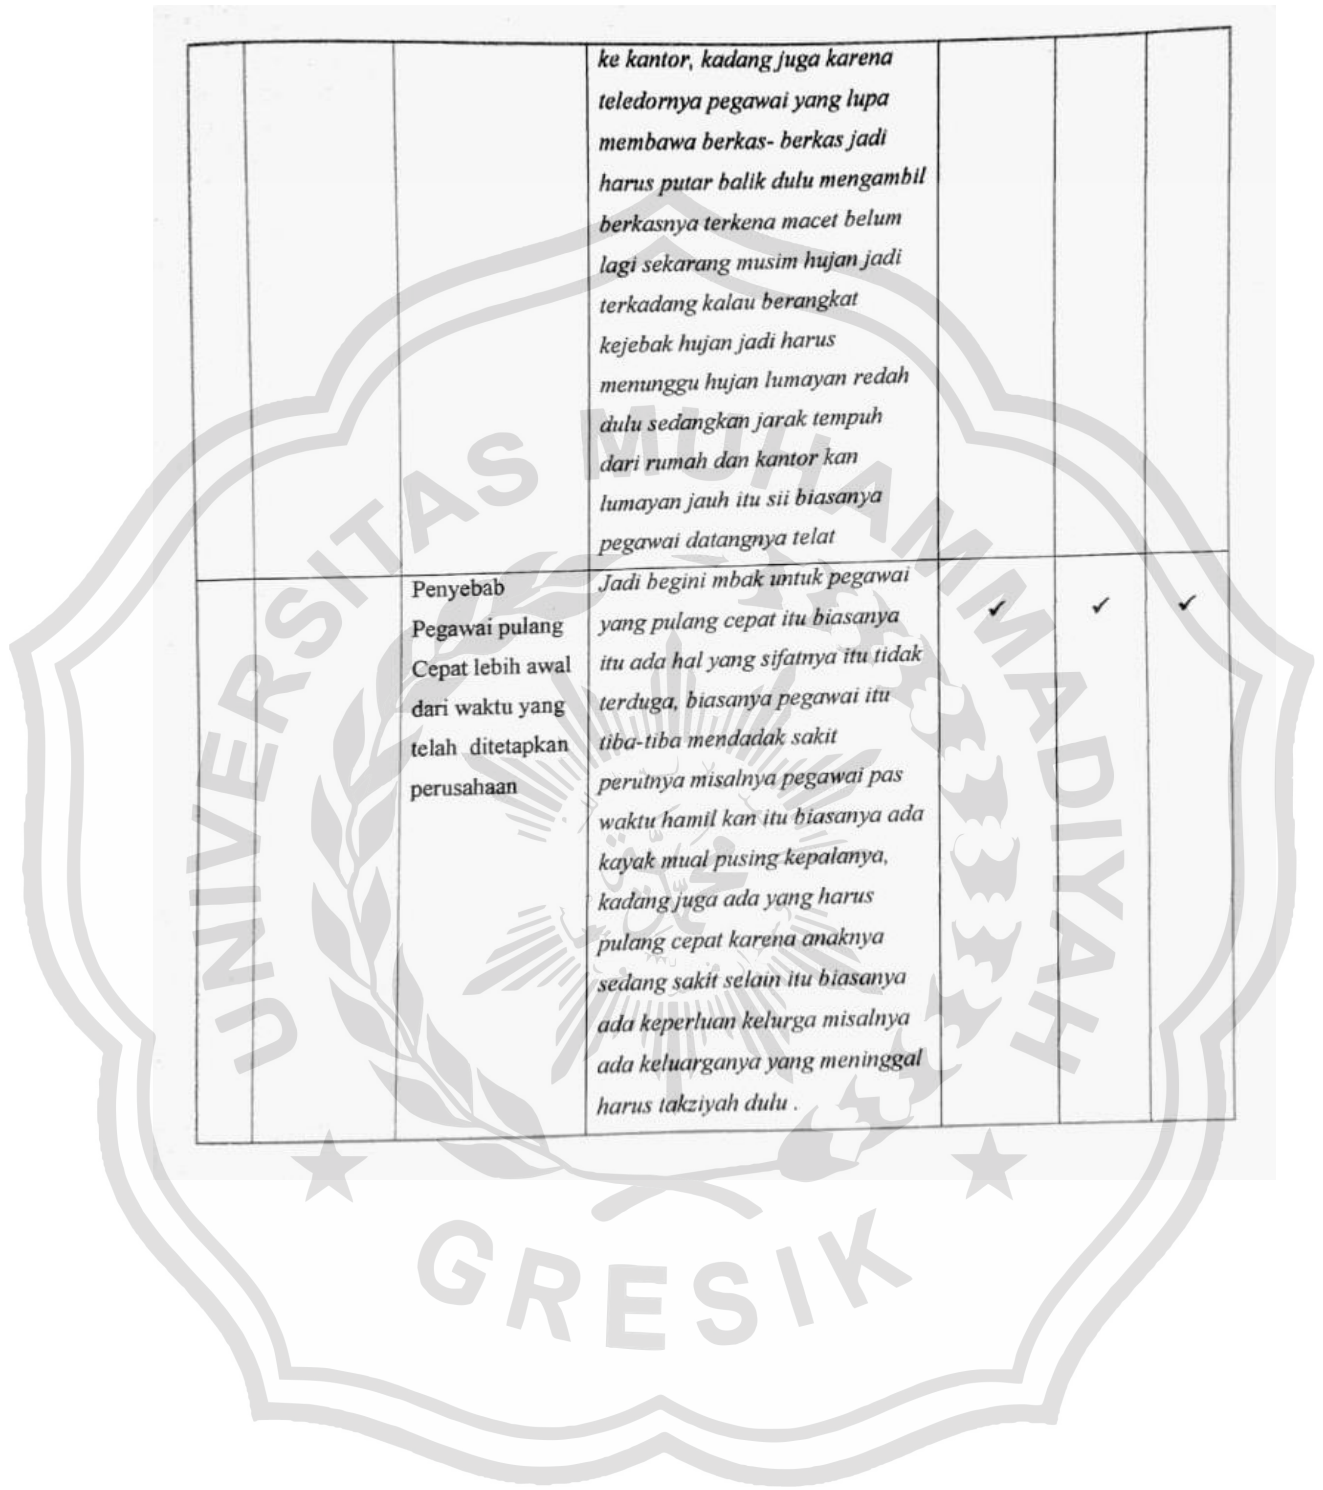 ke kantor, kadang juga karena
teledornya pegawai yang lupa
membawa berkas- berkas jadi
harus putar balik dulu mengambil
berkasnya terkena macet belum
lagi sekarang musim hujan jadi
terkadang kalau berangkat
kejebak hujan jadi harus
menunggu hujan lumayan redah
dulu sedangkan jarak tempuh
dari rumah dan kantor kan
lumayan jauh itu sii biasanya
pegawai datangnya telat
Penyebab
Pegawai pulang
Cepat lebih awal
dari waktu yang
telah ditetapkan
perusahaan
Jadi begini mbak untuk pegawai
yang pulang cepat itu biasanya
itu ada hal yang sifatnya itu tidak
terduga, biasanya pegawai itu
tiba-tiba mendadak sakit
perutnya misalnya pegawai pas
waktu hamil kan itu biasanya ada
kayak mual pusing kepalanya,
kadang juga ada yang harus
pulang cepat karena anaknya
sedang sakit selain itu biasanya
ada keperluan kelurga misalnya
ada keluarganya yang meninggal
harus takziyah dulu .
✓ ✓ ✓
UNIVERSITAS MUHAMMADIYAH
GRESIK